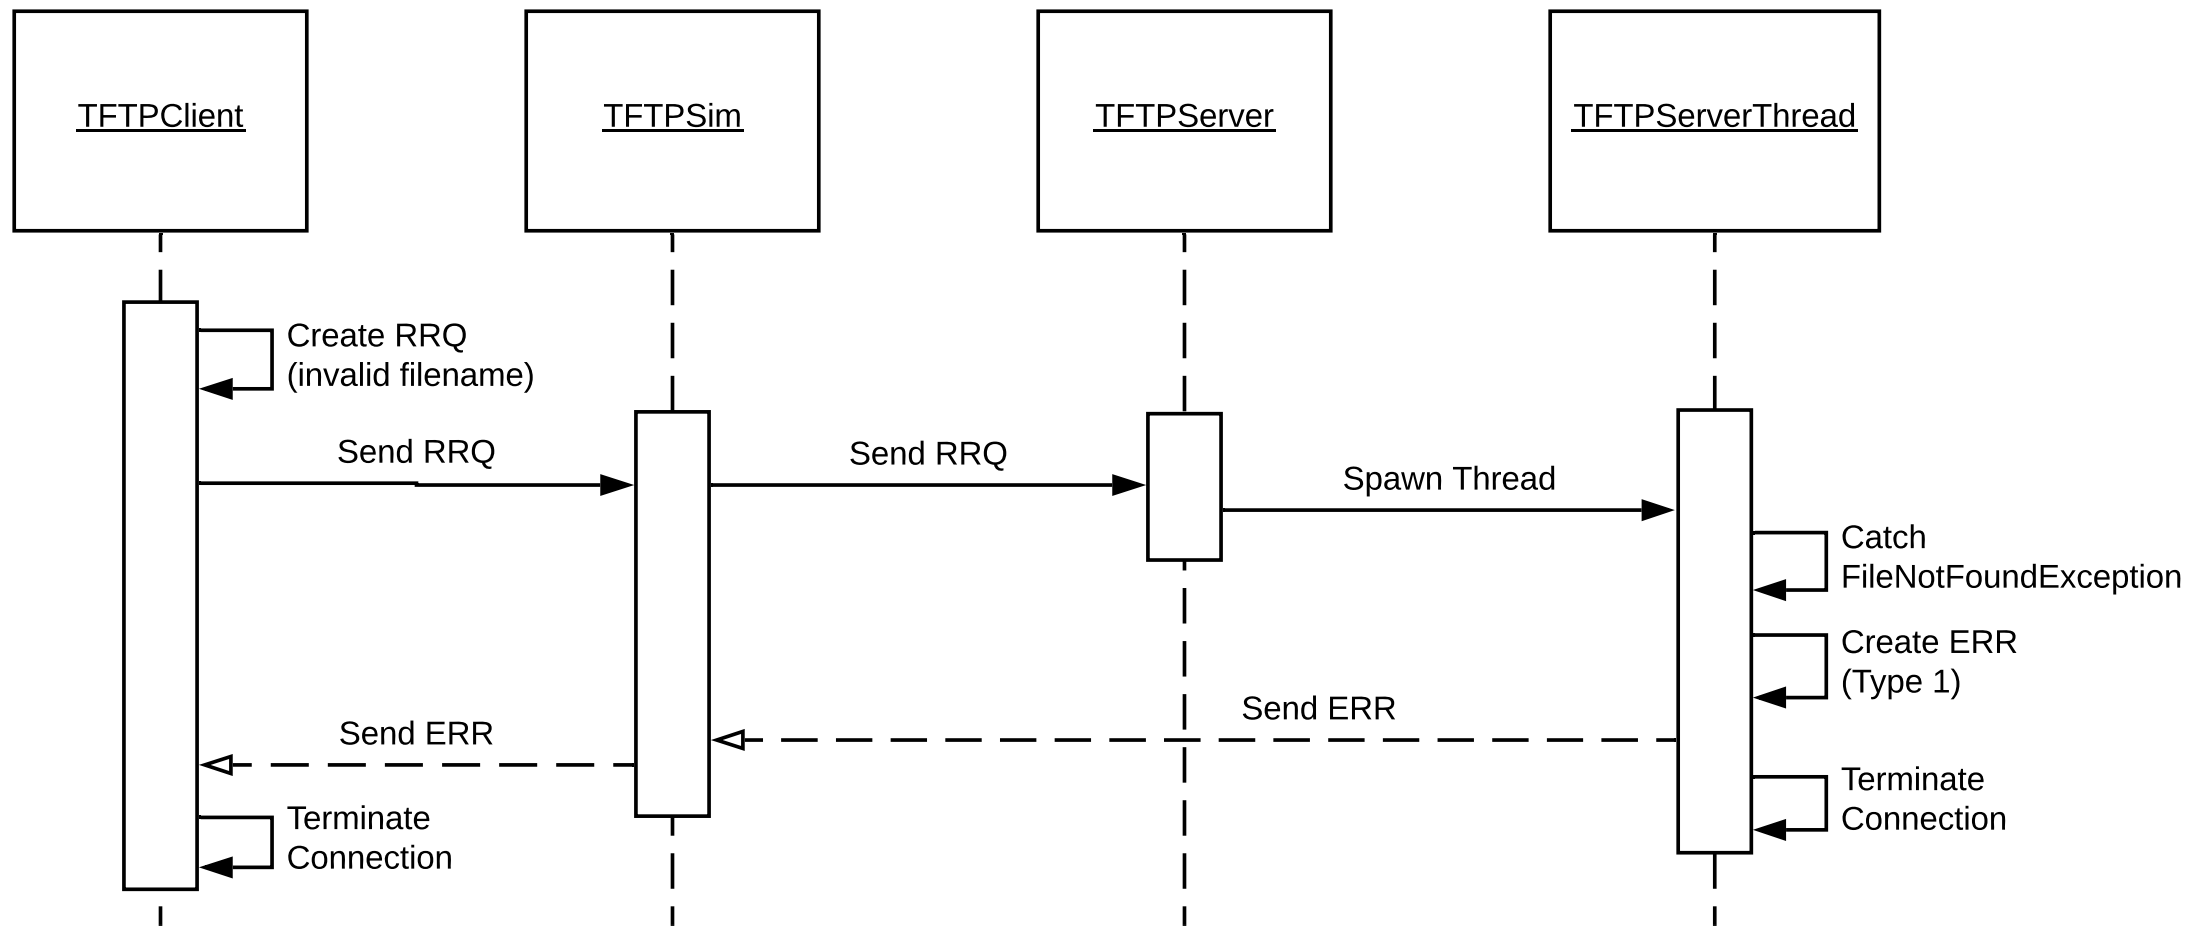 TFTPClient
TFTPSim
TFTPServer
TFTPServerThread
Create RRQ
(invalid filename)
Send RRQ
Send RRQ
Spawn Thread
Catch
FileNotFoundException
Create ERR
(Type 1)
Send ERR
Send ERR
Terminate
Connection
Terminate
Connection